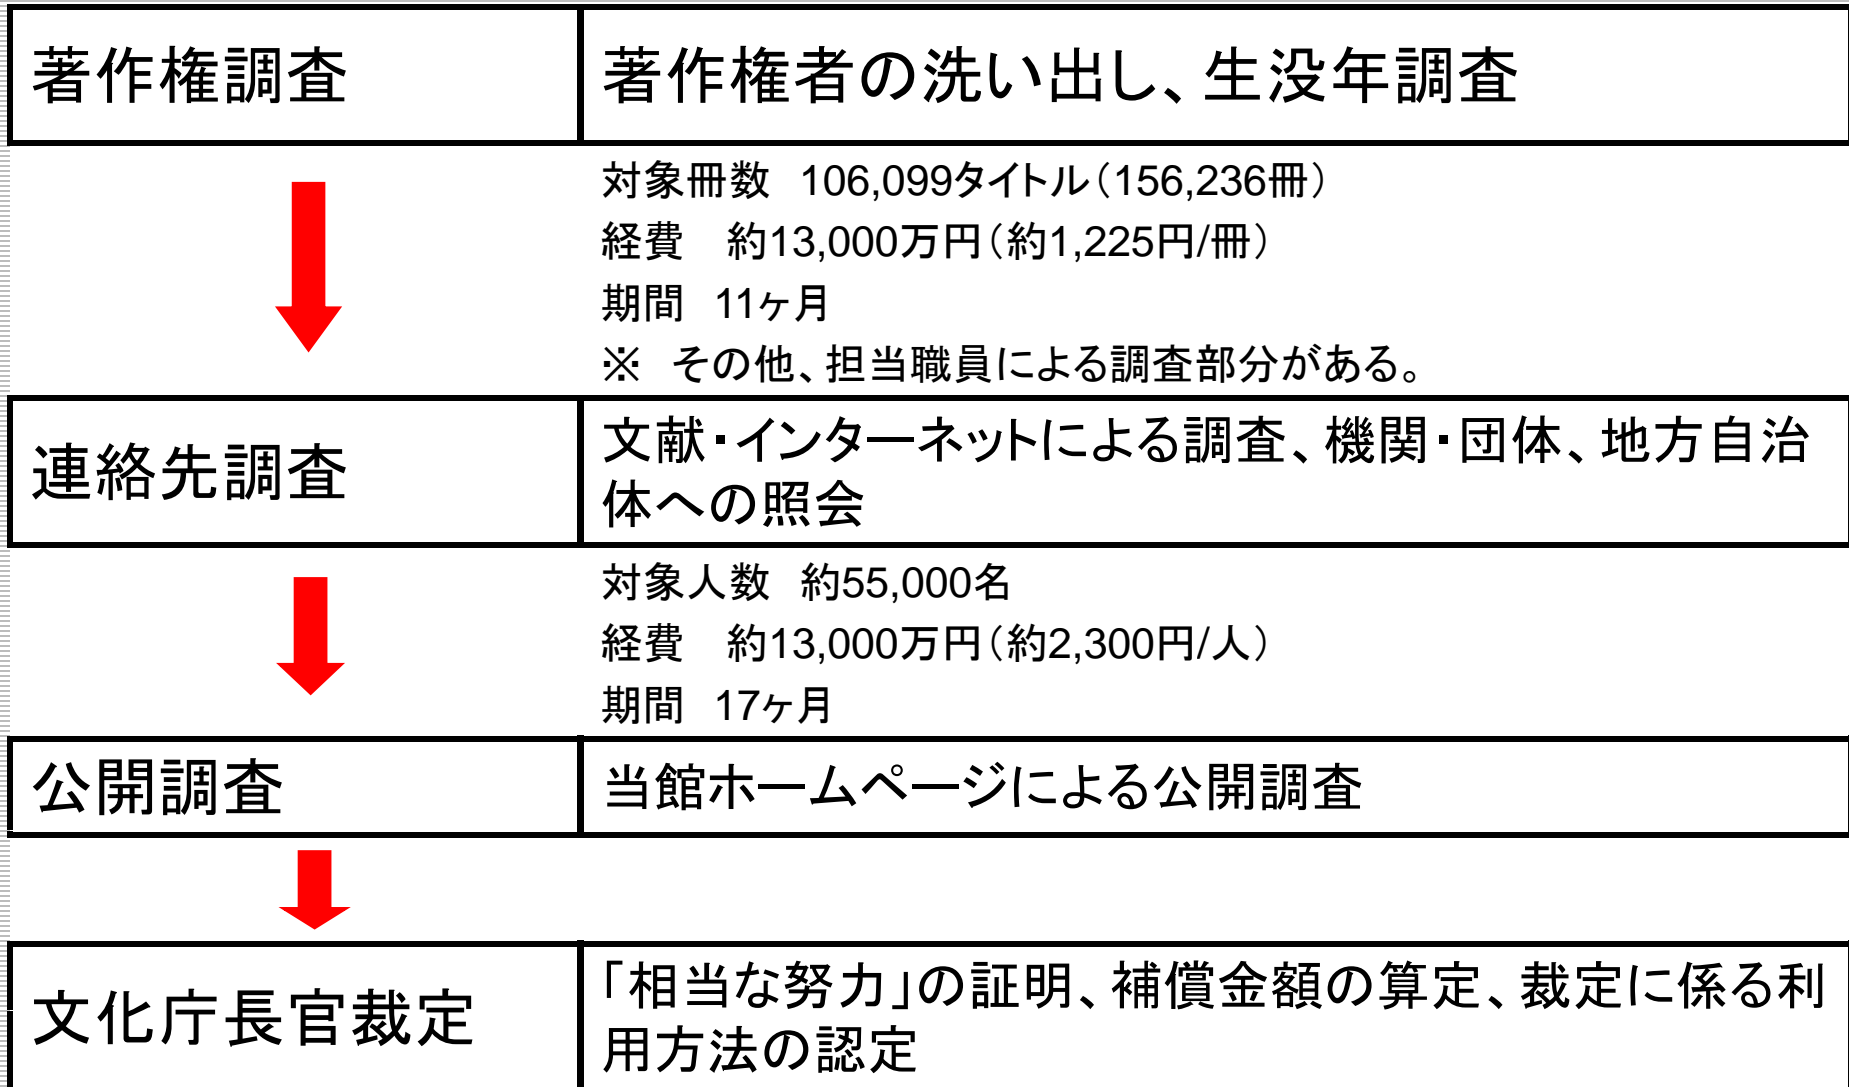 著作権調査
著作権者の洗い出し、生没年調査
対象冊数　106,099タイトル（156,236冊）
経費　約13,000万円（約1,225円/冊）
期間　11ヶ月
※　その他、担当職員による調査部分がある。
連絡先調査
文献・インターネットによる調査、機関・団体、地方自治
体への照会
対象人数　約55,000名
経費　約13,000万円（約2,300円/人）
期間　17ヶ月
公開調査
当館ホームページによる公開調査
文化庁長官裁定
「相当な努力」の証明、補償金額の算定、裁定に係る利
用方法の認定